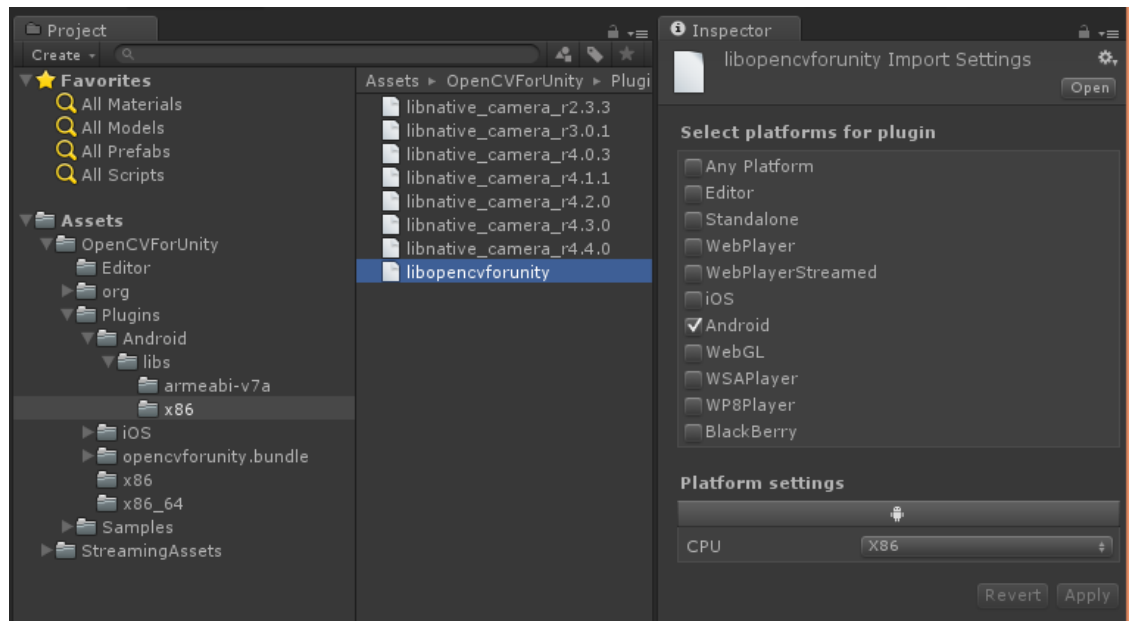 Project
Create
Favorites
All Materials
All Models
All Prefabs
All Scripts
Assets
OpenCVForUnity
Editor
org
Plugins
Android
libs
armeabi-v7a
x86
iOS
opencvforunity.bundle
x86
x86_64
Samples
StreamingAssets
Assets ▸ OpenCVForUnity ▸ Plugi
libnative_camera_r2.3.3
libnative_camera_r3.0.1
libnative_camera_r4.0.3
libnative_camera_r4.1.1
libnative_camera_r4.2.0
libnative_camera_r4.3.0
libnative_camera_r4.4.0
libopencvforunity
Inspector
libopencvforunity Import Settings
Open
Select platforms for plugin
Any Platform
Editor
Standalone
WebPlayer
WebPlayerStreamed
iOS
Android
WebGL
WSAPlayer
WP8Player
BlackBerry
Platform settings
CPU X86
Revert Apply